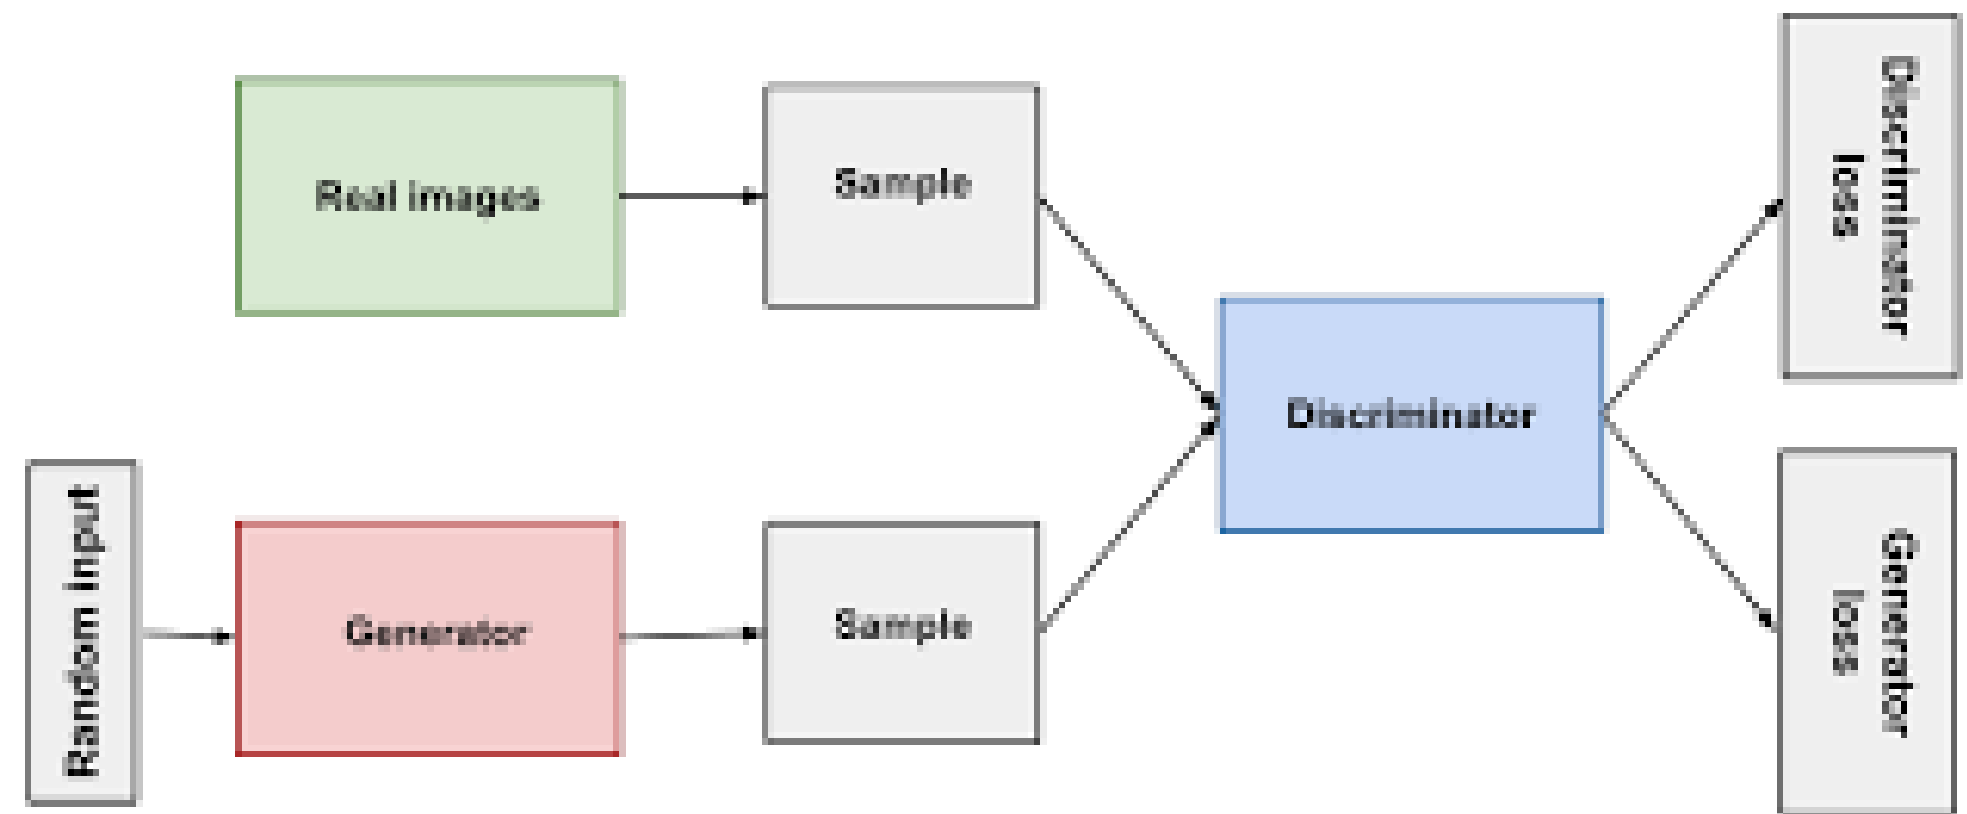 Real images
Sample
Discriminator
loss
Discriminator
Random input
Generator
Sample
Generator
loss